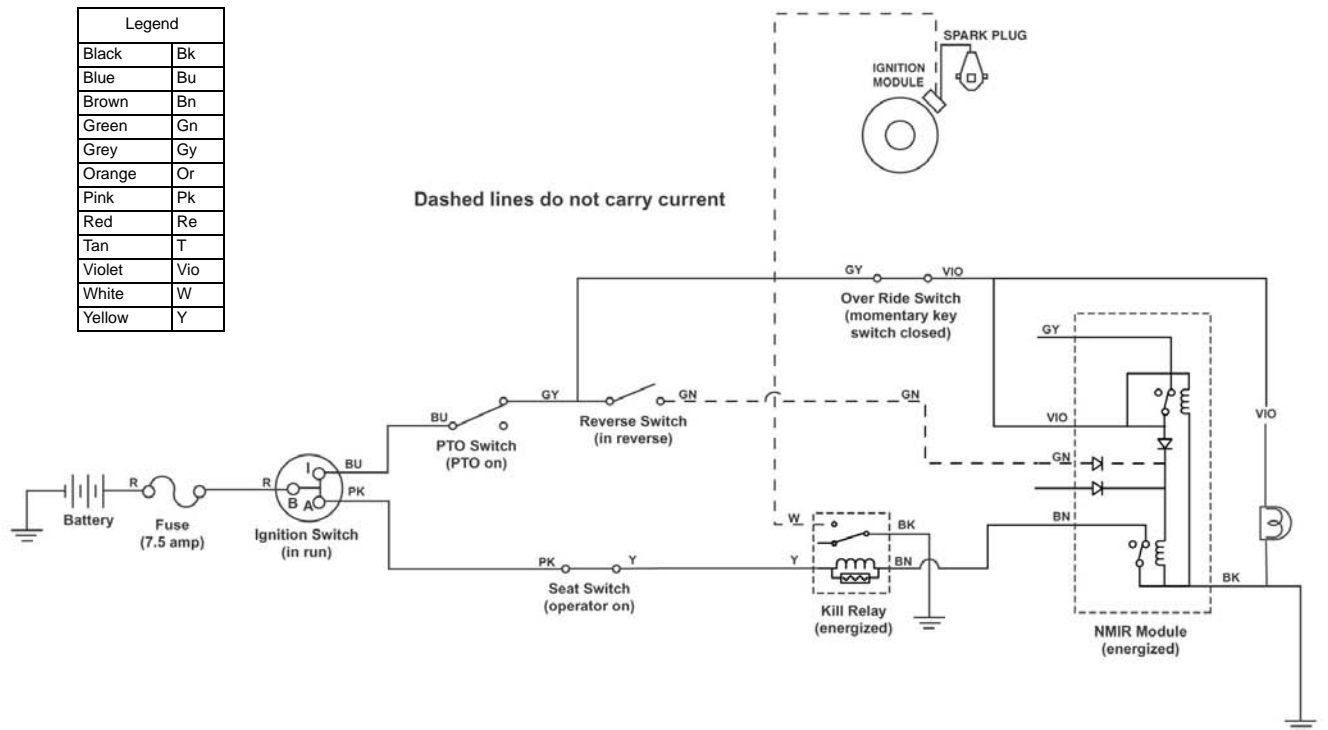 Legend
Black Bk
Blue Bu
Brown Bn
Green Gn
Grey Gy
Orange Or
Pink Pk
Red Re
Tan T
Violet Vio
White W
Yellow Y
SPARK PLUG
IGNITION
MODULE
Dashed lines do not carry current
GY VIO
Over Ride Switch
(momentary key
switch closed)
GY
GY GN GN
BU
Reverse Switch
(in reverse)
PTO Switch
(PTO on)
VIO
VIO
GN
I BU
R R B A PK
Battery
Fuse
(7.5 amp)
Ignition Switch
(in run)
W BK
BN
PK Y Y BN
Seat Switch
(operator on)
BK
Kill Relay
(energized)
NMIR Module
(energized)